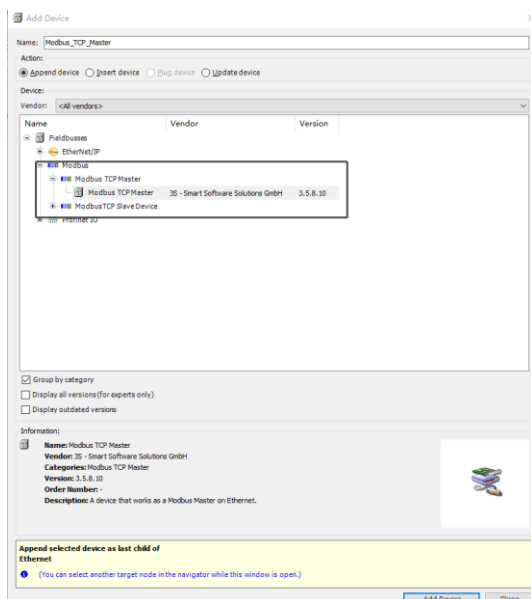 Add Device
Name: Modbus_TCP_Master
Action:
Append device Insert device Plug device Update device
Device:
Vendor: <All vendors>
Name Vendor Version
Fieldbusses
EtherNet/IP
Modbus
Modbus TCP Master
Modbus TCP Master 3S - Smart Software Solutions GmbH 3.5.8.10
ModbusTCP Slave Device
Profinet IO
Group by category
Display all versions(for experts only)
Display outdated versions
Information:
Name: Modbus TCP Master
Vendor: 3S - Smart Software Solutions GmbH
Categories: Modbus TCP Master
Version: 3.5.8.10
Order Number: -
Description: A device that works as a Modbus Master on Ethernet.
Append selected device as last child of
Ethernet
(You can select another target node in the navigator while this window is open.)
Add Device Close